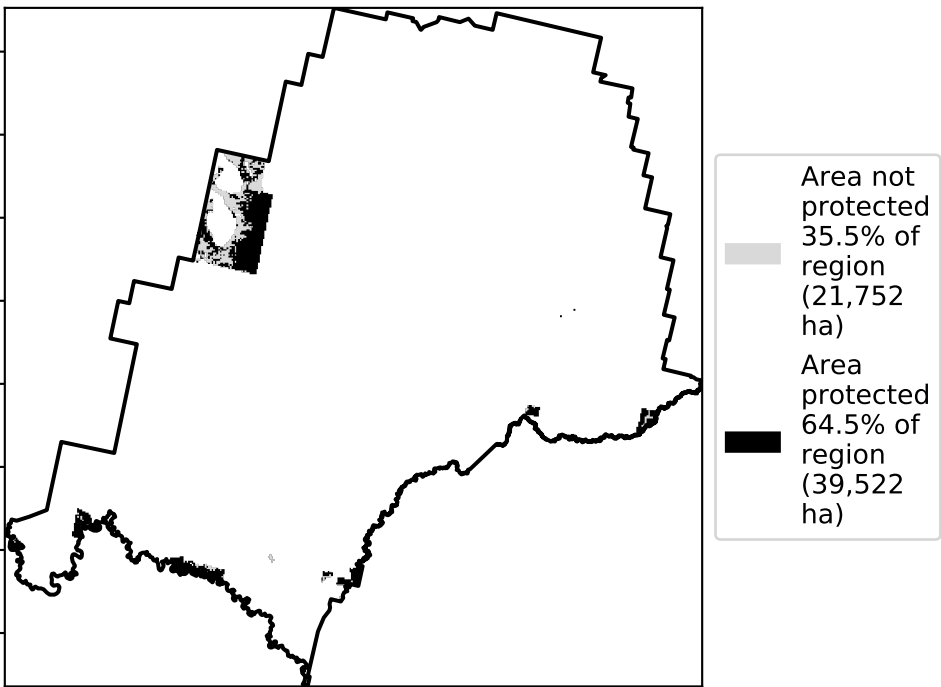 Area not
protected
35.5% of
region
(21,752
ha)
Area
protected
64.5% of
region
(39,522
ha)